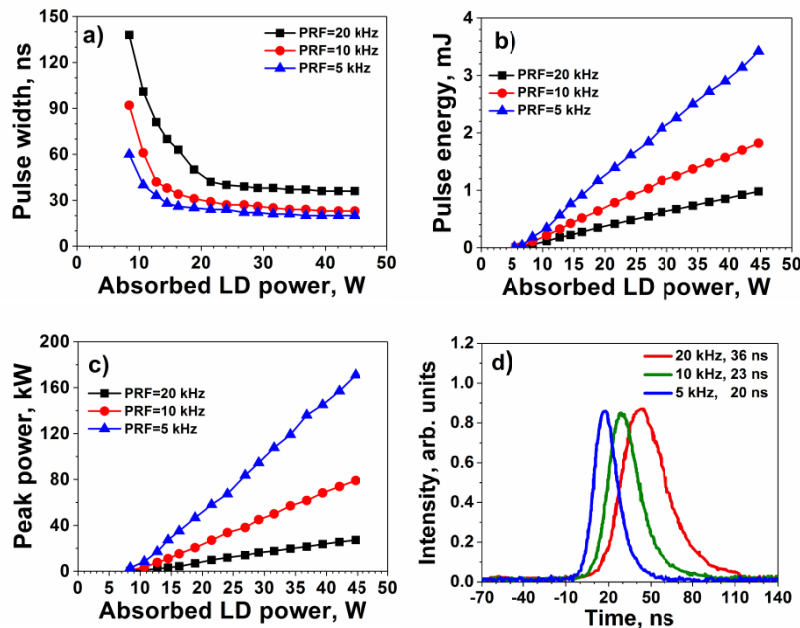 a)
PRF=20 kHz
PRF=10 kHz
PRF=5 kHz
150
120
90
60
30
0
Pulse width, ns
0 10 20 30 40 50
Absorbed LD power, W
b)
PRF=20 kHz
PRF=10 kHz
PRF=5 kHz
4
3
2
1
0
Pulse energy, mJ
0 5 10 15 20 25 30 35 40 45 50
Absorbed LD power, W
c)
PRF=20 kHz
PRF=10 kHz
PRF=5 kHz
200
160
120
80
40
0
Peak power, kW
0 5 10 15 20 25 30 35 40 45 50
Absorbed LD power, W
d)
20 kHz, 36 ns
10 kHz, 23 ns
5 kHz, 20 ns
1.2
1.0
0.8
0.6
0.4
0.2
0.0
Intensity, arb. units
-70 -40 -10 20 50 80 110 140
Time, ns